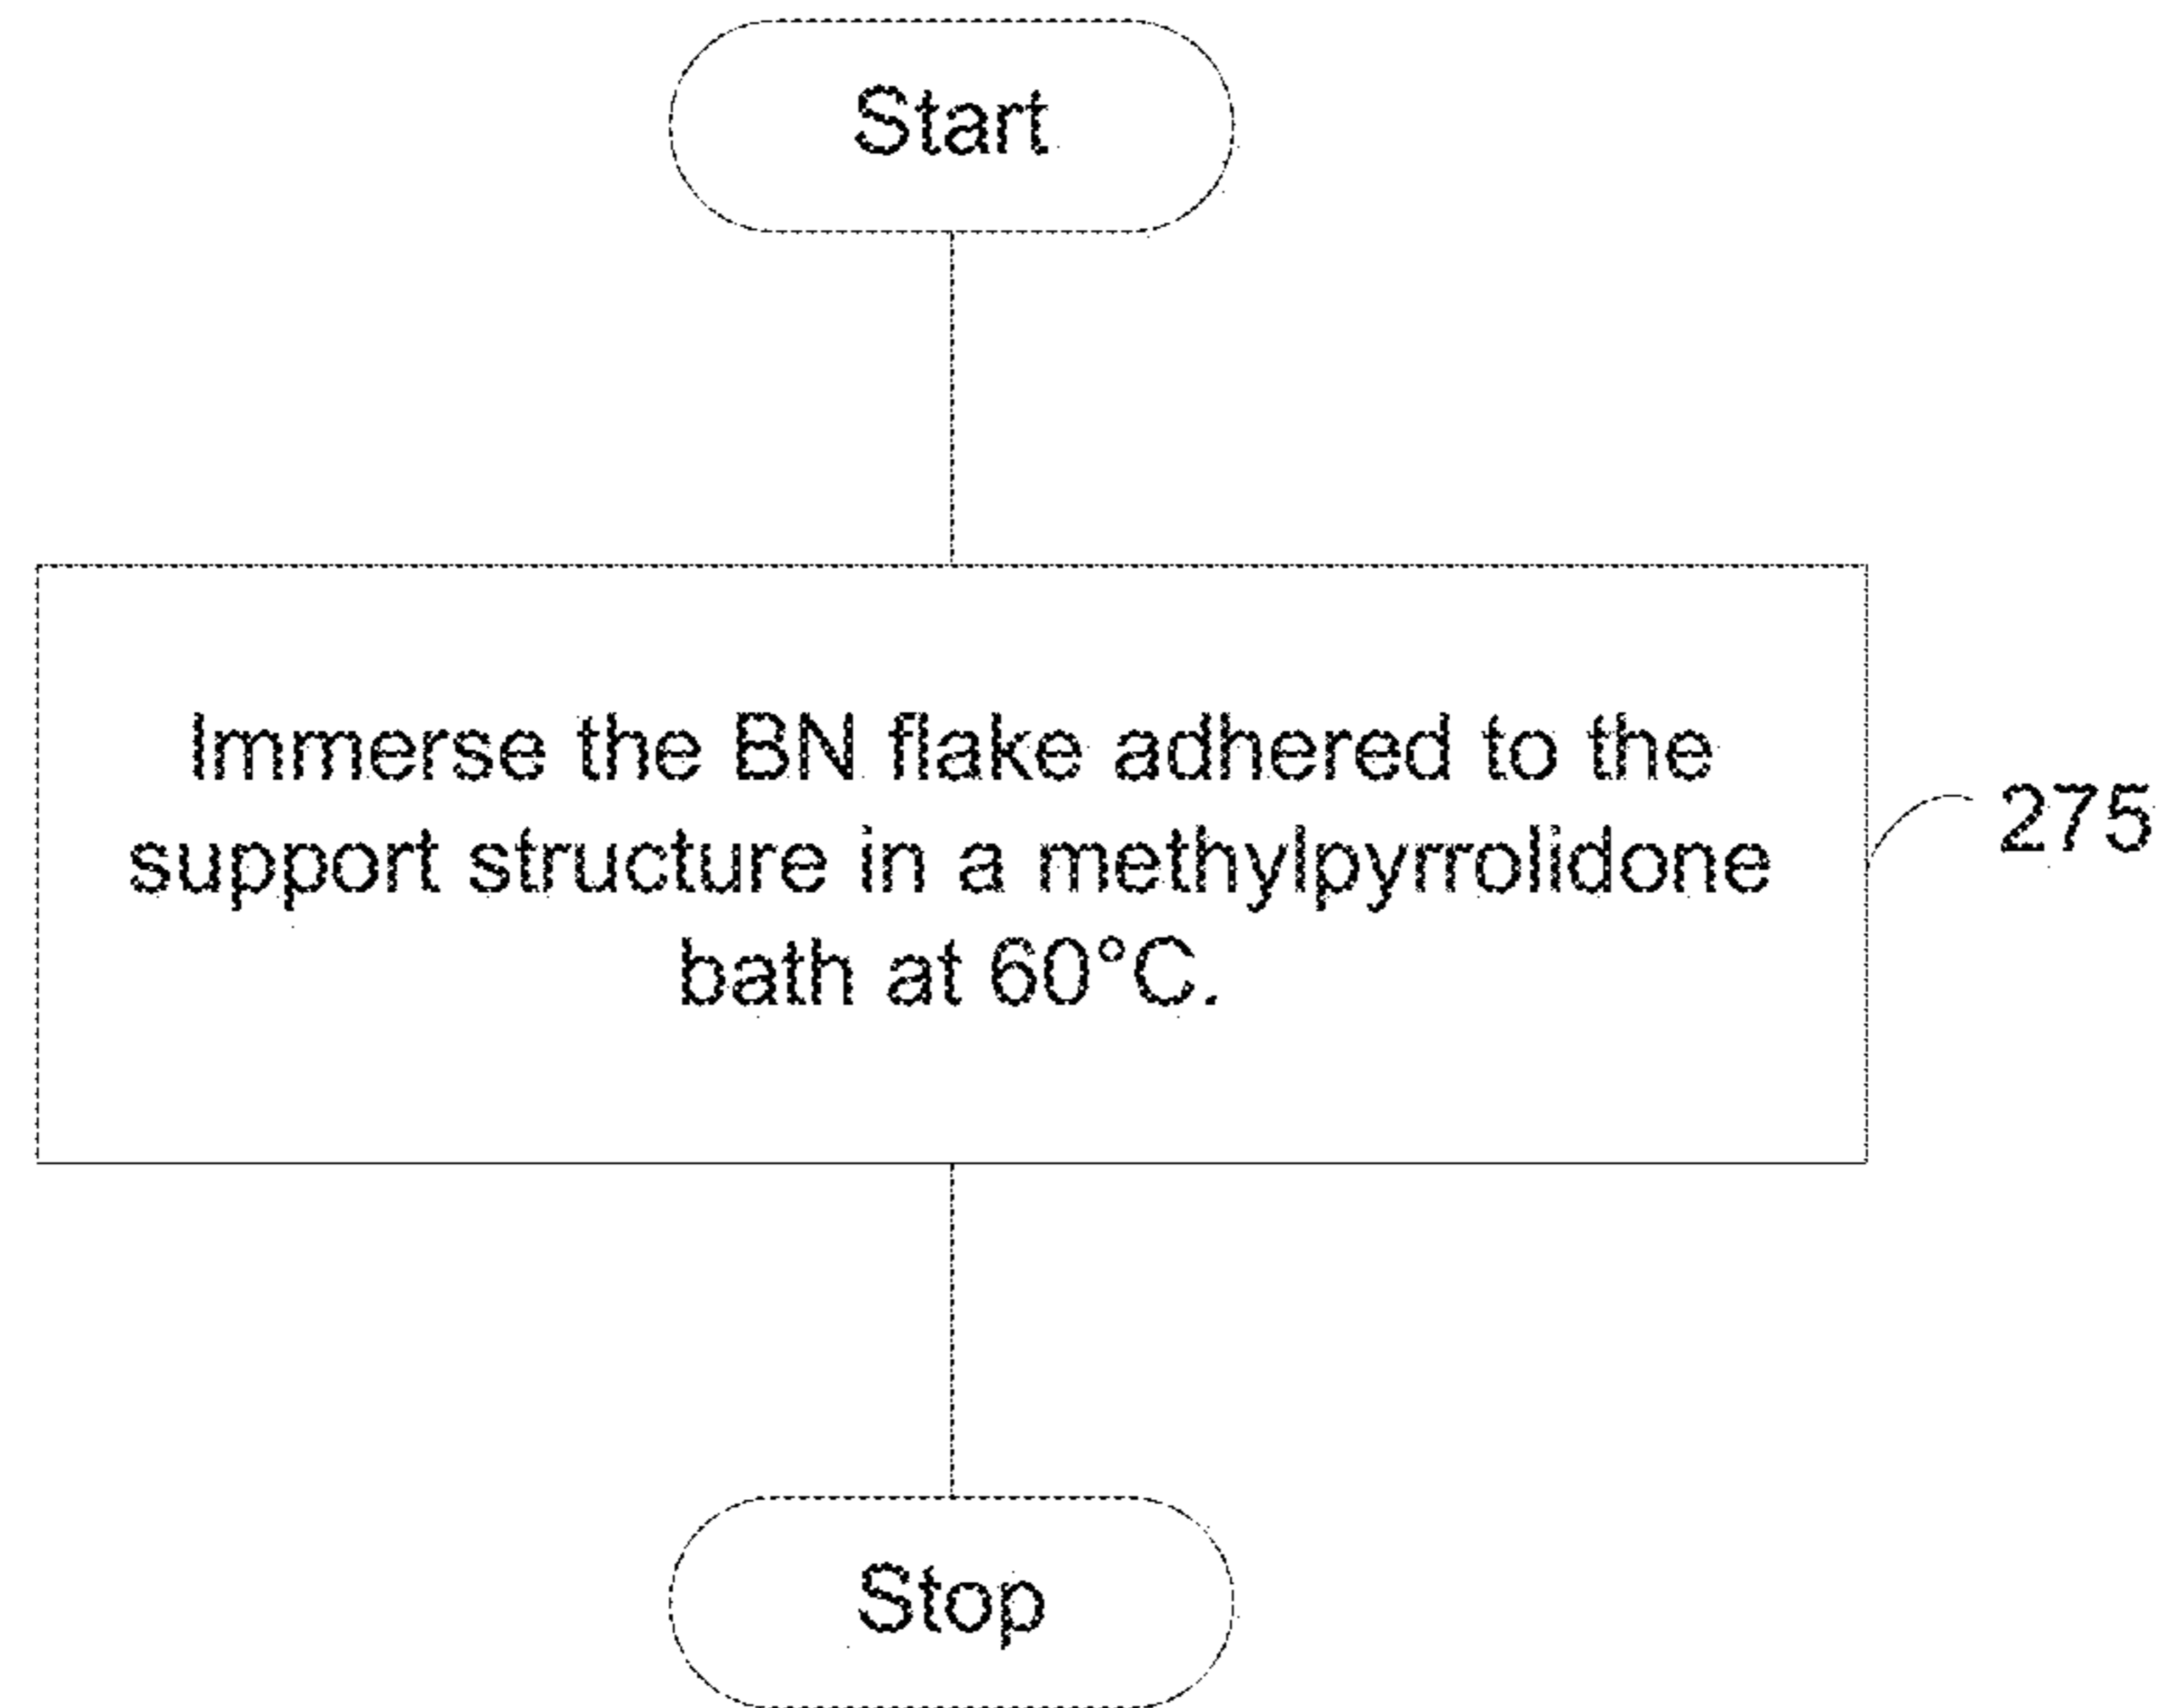 Start
Immerse the BN flake adhered to the
support structure in a methylpyrrolidone
bath at 60°C.
275
Stop